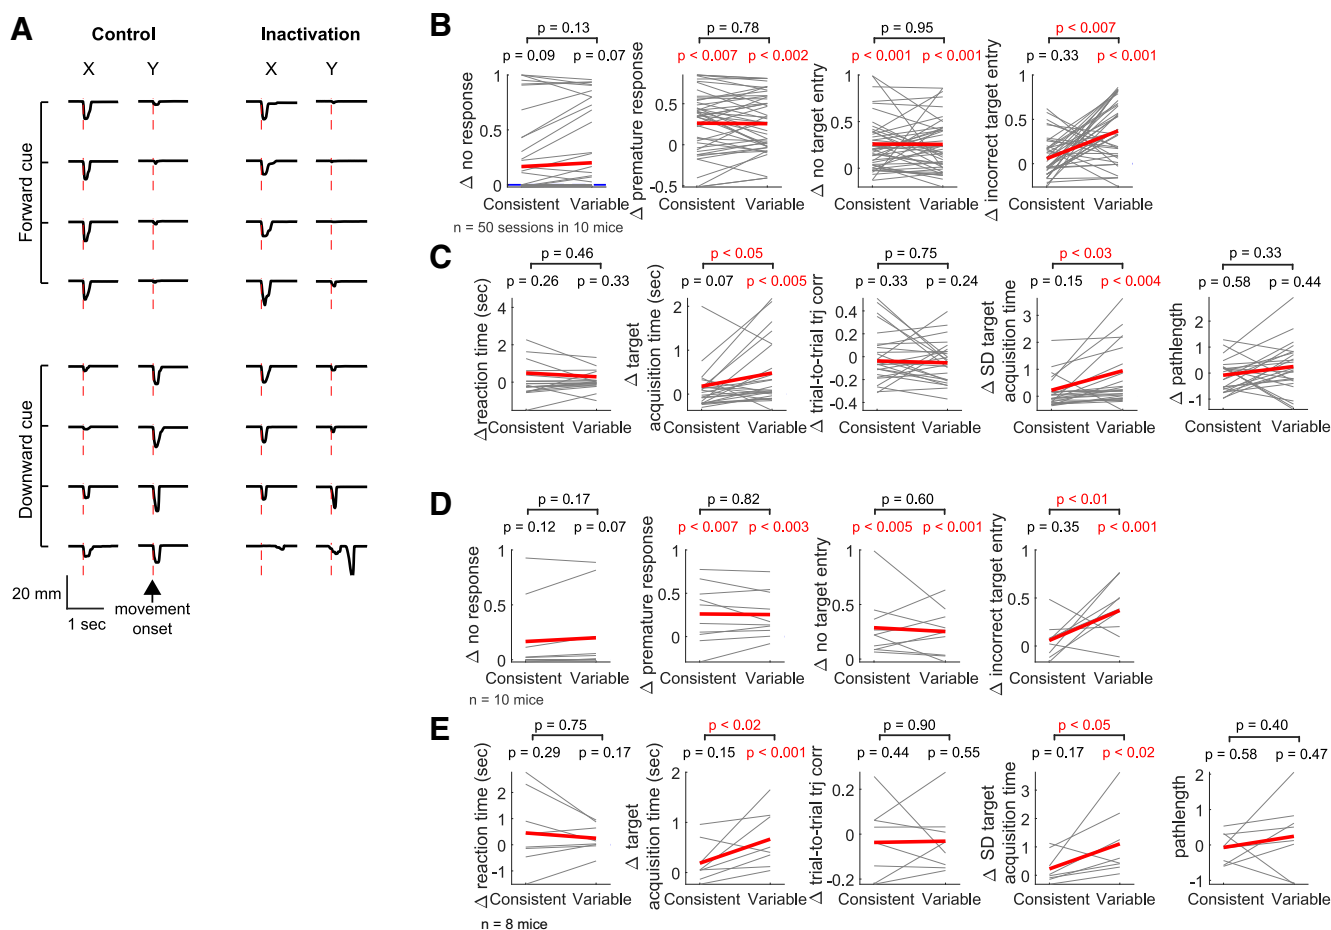 A
Control
Inactivation
X
Y
X
Y
Forward cue
Downward cue
20 mm
1 sec
movement
onset
B
p = 0.13
p = 0.09
p = 0.07
Δ no response
1
0.5
0
Consistent
Variable
n = 50 sessions in 10 mice
p = 0.78
p < 0.007
p < 0.002
Δ premature response
0.5
0
-0.5
Consistent
Variable
p = 0.95
p < 0.001
p < 0.001
Δ no target entry
1
0.5
0
Consistent
Variable
p < 0.007
p = 0.33
p < 0.001
Δ incorrect target entry
1
0.5
0
Consistent
Variable
C
p = 0.46
p = 0.26
p = 0.33
Δ reaction time (sec)
4
2
0
Consistent
Variable
p < 0.05
p = 0.07
p < 0.005
Δ target
acquisition time (sec)
2
1
0
Consistent
Variable
p = 0.75
p = 0.33
p = 0.24
Δ trial-to-trial trj corr
0.4
0.2
0
-0.2
-0.4
Consistent
Variable
p < 0.03
p = 0.15
p < 0.004
Δ SD target
acquisition time
3
2
1
0
Consistent
Variable
p = 0.33
p = 0.58
p = 0.44
Δ pathlength
2
1
0
-1
Consistent
Variable
D
p = 0.17
p = 0.12
p = 0.07
Δ no response
1
0.5
0
Consistent
Variable
n = 10 mice
p = 0.82
p < 0.007
p < 0.003
Δ premature response
1
0.5
0
Consistent
Variable
p = 0.60
p < 0.005
p < 0.001
Δ no target entry
1
0.5
0
Consistent
Variable
p < 0.01
p = 0.35
p < 0.001
Δ incorrect target entry
1
0.5
0
Consistent
Variable
E
p = 0.75
p = 0.29
p = 0.17
Δ reaction time (sec)
2
1
0
-1
Consistent
Variable
n = 8 mice
p < 0.02
p = 0.15
p < 0.001
Δ target
acquisition time (sec)
2
1
0
Consistent
Variable
p = 0.90
p = 0.44
p = 0.55
Δ trial-to-trial trj corr
0.2
0
-0.2
Consistent
Variable
p < 0.05
p = 0.17
p < 0.02
Δ SD target
acquisition time
3
2
1
0
Consistent
Variable
p = 0.40
p = 0.58
p = 0.47
pathlength
2
1
0
-1
Consistent
Variable